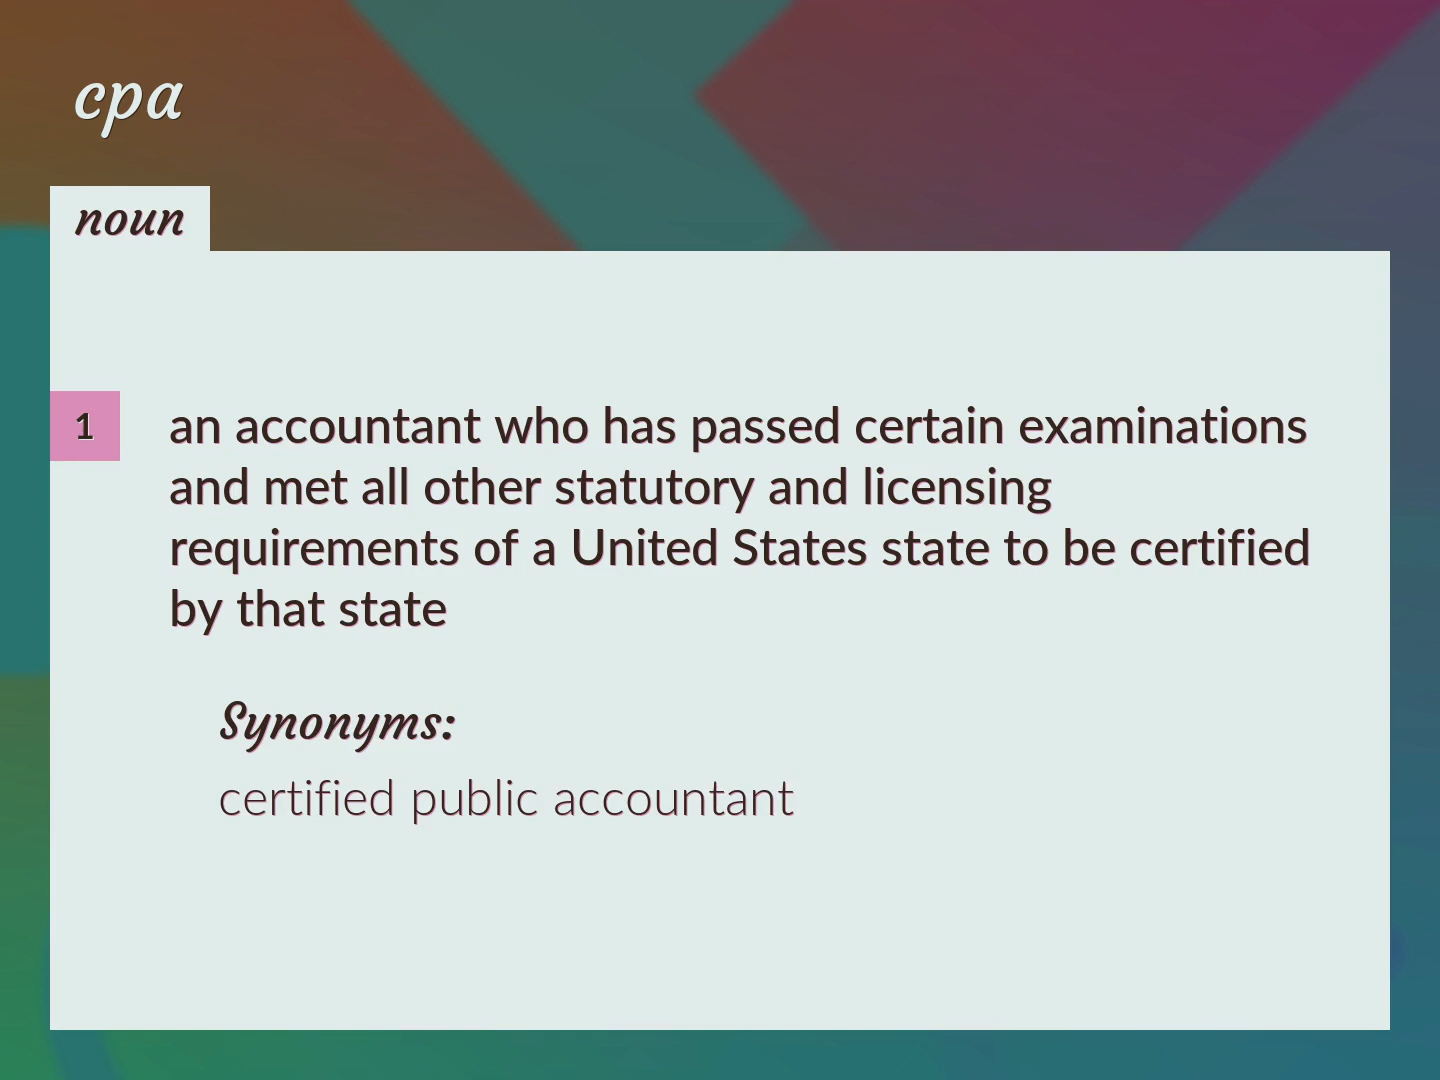 cpa
noun
1
an accountant who has passed certain examinations
and met all other statutory and licensing
requirements of a United States state to be certified
by that state
Synonyms:
certified public accountant